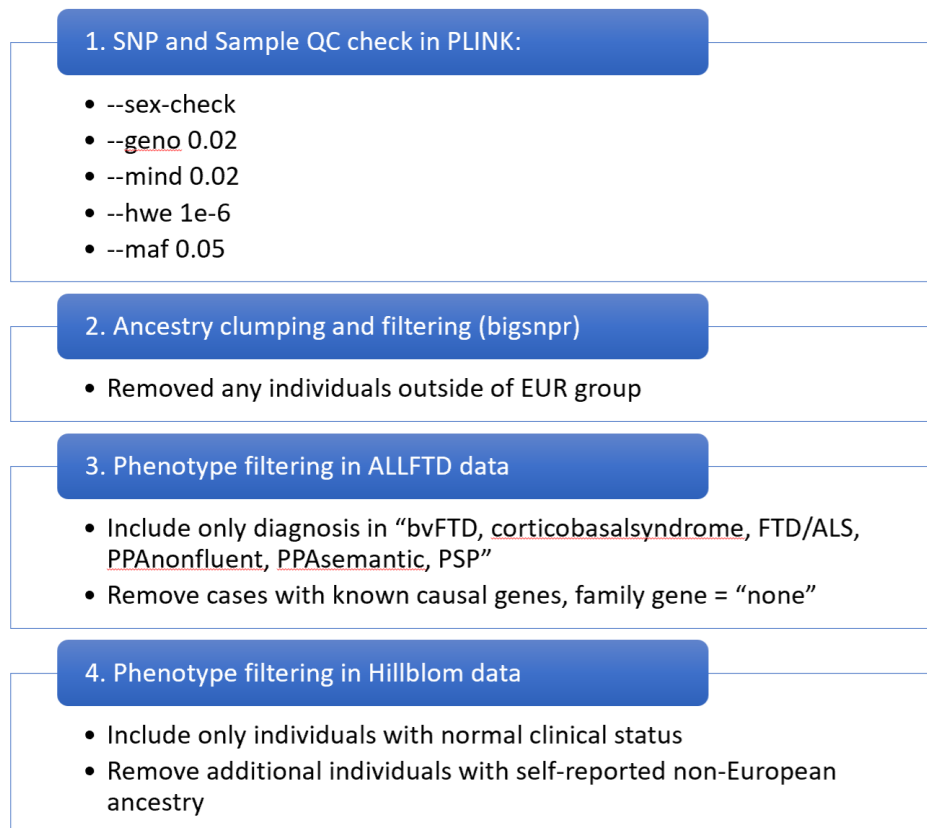 1. SNP and Sample QC check in PLINK:
• --sex-check
• --geno 0.02
• --mind 0.02
• --hwe 1e-6
• --maf 0.05
2. Ancestry clumping and filtering (bigsnpr)
• Removed any individuals outside of EUR group
3. Phenotype filtering in ALLFTD data
• Include only diagnosis in “bvFTD, corticobasalsyndrome, FTD/ALS,
PPAnonfluent, PPAsemantic, PSP”
• Remove cases with known causal genes, family gene = “none”
4. Phenotype filtering in Hillblom data
• Include only individuals with normal clinical status
• Remove additional individuals with self-reported non-European
ancestry